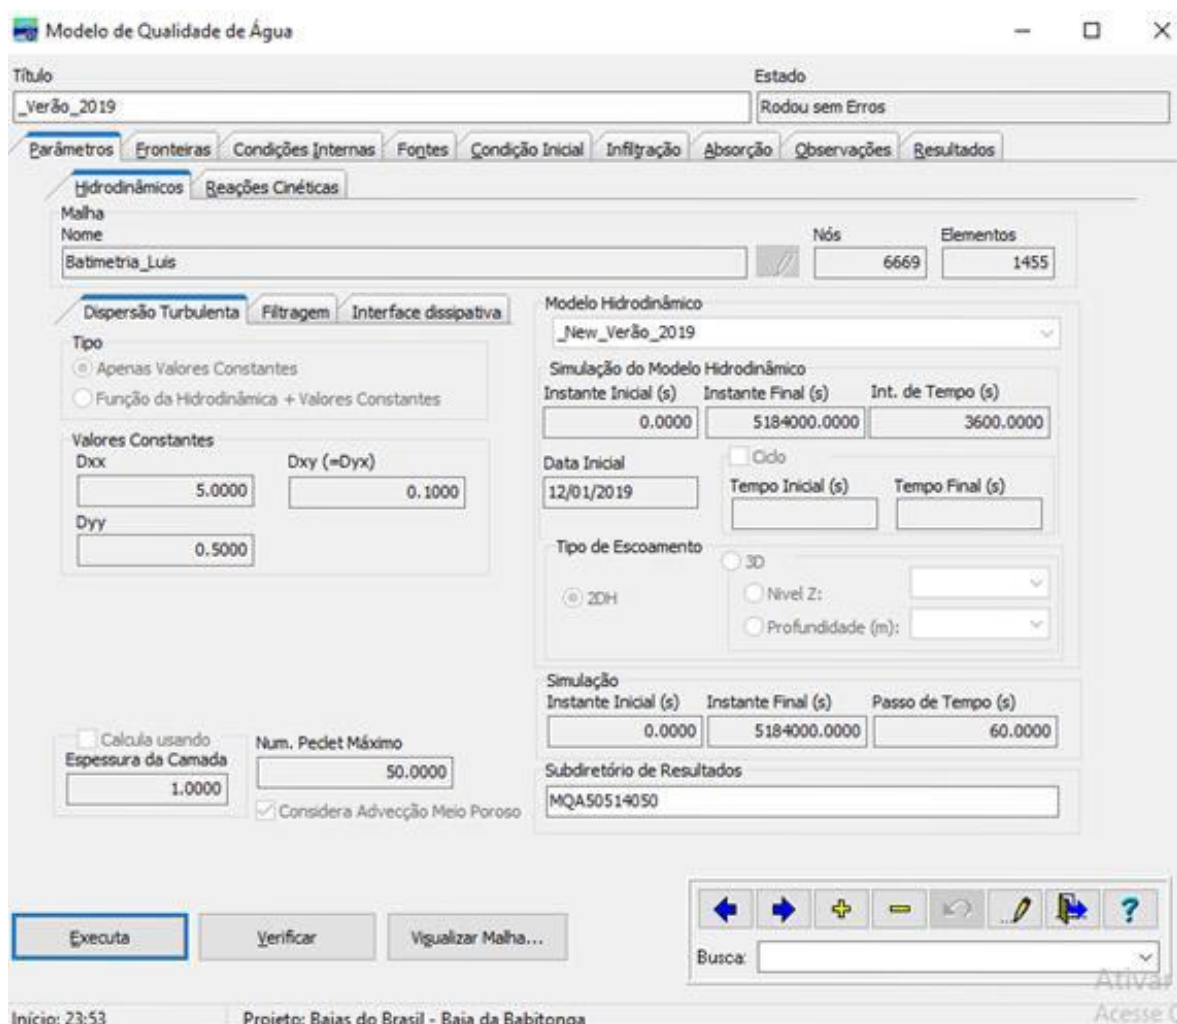 Modelo de Qualidade de Água
Título
Estado
_Verão_2019
Rodou sem Erros
Parâmetros Fronteiras Condições Internas Fontes Condição Inicial Infiltração Absorção Observações Resultados
Hidrodinâmicos Reações Cinéticas
Malha
Nome Nós Elementos
Batimetria_Luis 6669 1455
Dispersão Turbulenta Filtragem Interface dissipativa
Tipo
Apenas Valores Constantes
Função da Hidrodinâmica + Valores Constantes
Valores Constantes
Dxx Dxy (=Dyx)
5.0000 0.1000
Dyy
0.5000
Calcula usando
Espessura da Camada
1.0000
Num. Peclet Máximo
50.0000
Considera Advecção Meio Poroso
Modelo Hidrodinâmico
_New_Verão_2019
Simulação do Modelo Hidrodinâmico
Instante Inicial (s) Instante Final (s) Int. de Tempo (s)
0.0000 5184000.0000 3600.0000
Data Inicial
12/01/2019
Ciclo
Tempo Inicial (s) Tempo Final (s)
Tipo de Escoamento
2DH
3D
Nivel Z:
Profundidade (m):
Simulação
Instante Inicial (s) Instante Final (s) Passo de Tempo (s)
0.0000 5184000.0000 60.0000
Subdiretório de Resultados
MQA50514050
Executa Verificar Visualizar Malha...
Busca:
Ativar
Acesse C
Início: 23:53 Projeto: Baias do Brasil - Baia da Babitonga